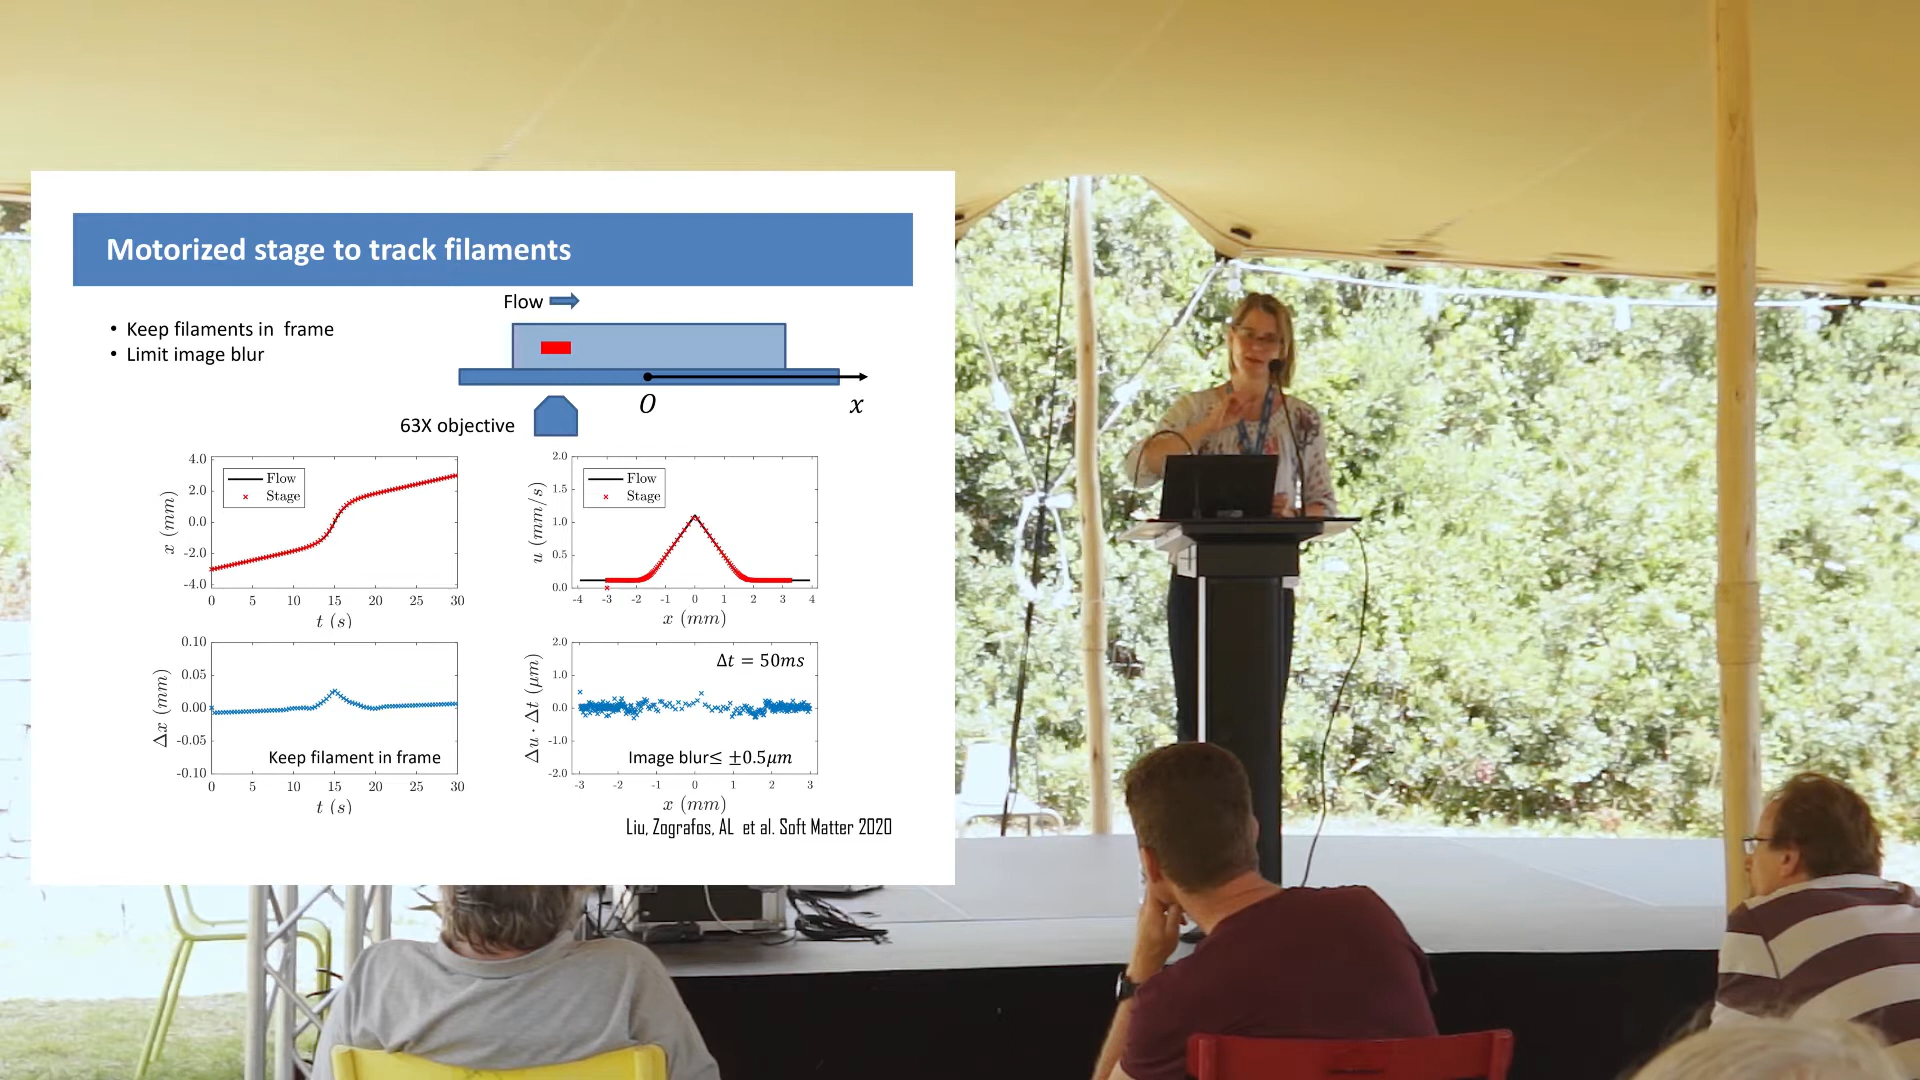 Motorized stage to track filaments
Flow
• Keep filaments in frame
• Limit image blur
O
x
63X objective
4.0
2.0
0.0
-2.0
-4.0
x (mm)
Flow
Stage
0 5 10 15 20 25 30
t (s)
2.0
1.5
1.0
0.5
0.0
u (mm/s)
Flow
Stage
-4 -3 -2 -1 0 1 2 3 4
x (mm)
0.10
0.05
0.00
-0.05
-0.10
Δx (mm)
Keep filament in frame
0 5 10 15 20 25 30
t (s)
2.0
1.0
0.0
-1.0
-2.0
Δu · Δt (μm)
Δt = 50ms
Image blur≤ ±0.5μm
-3 -2 -1 0 1 2 3
x (mm)
Liu, Zografos, AL et al. Soft Matter 2020